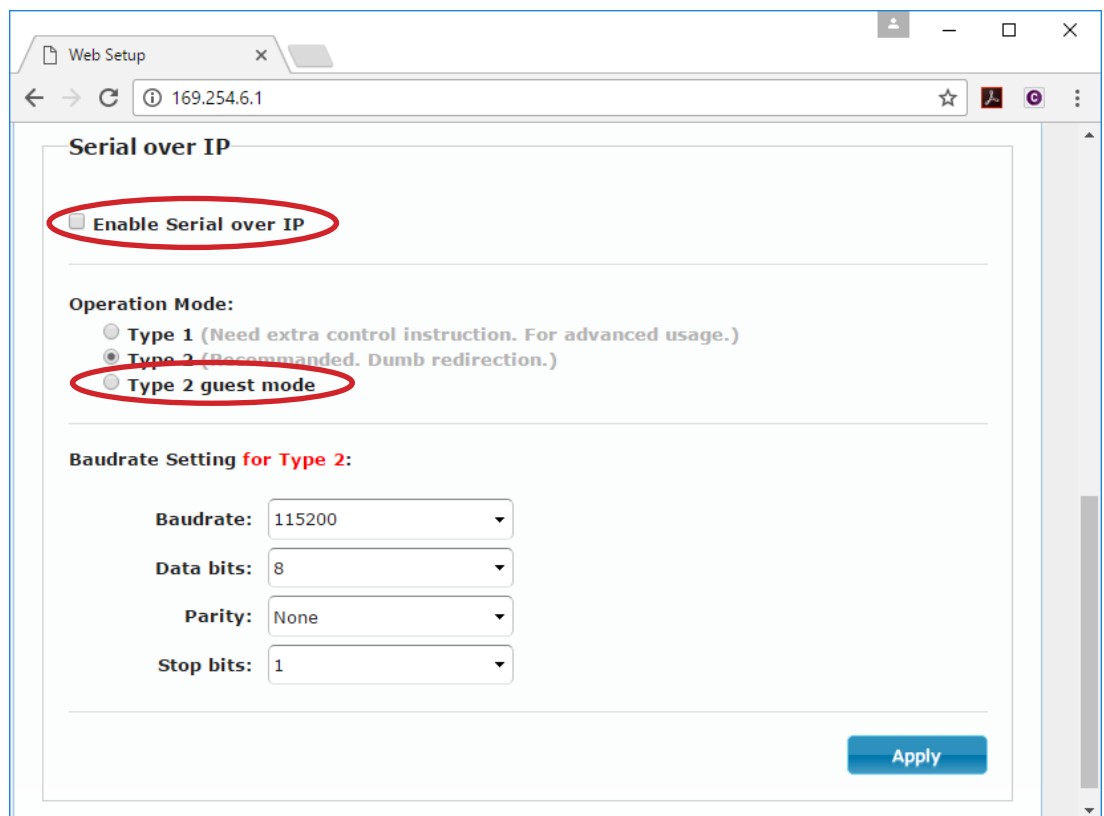 Web Setup
169.254.6.1
Serial over IP
Enable Serial over IP
Operation Mode:
Type 1 (Need extra control instruction. For advanced usage.)
Type 2 (Recommanded. Dumb redirection.)
Type 2 guest mode
Baudrate Setting for Type 2:
Baudrate: 115200
Data bits: 8
Parity: None
Stop bits: 1
Apply